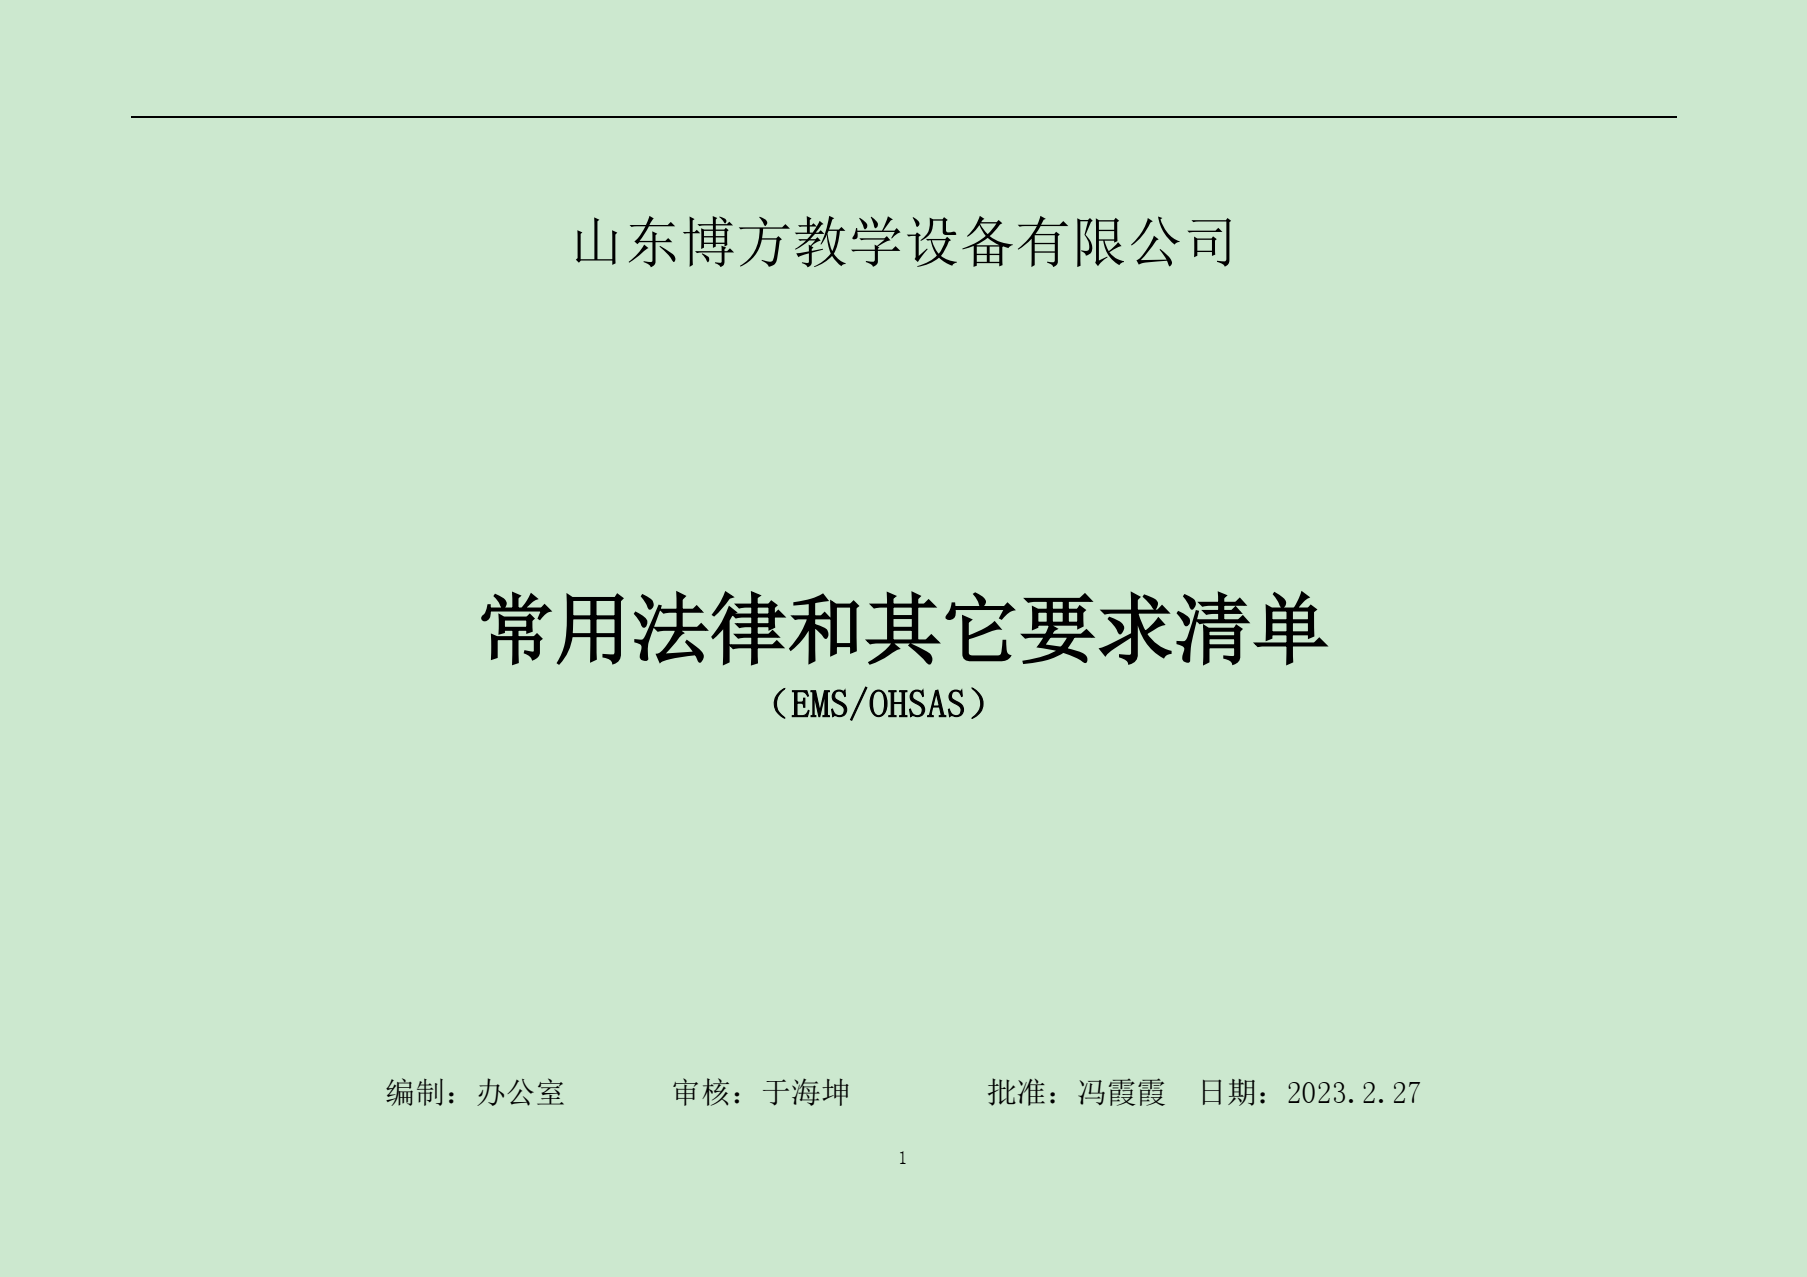 山东博方教学设备有限公司
常用法律和其它要求清单
（EMS/OHSAS）
编制：办公室 审核：于海坤 批准：冯霞霞 日期：2023.2.27
1